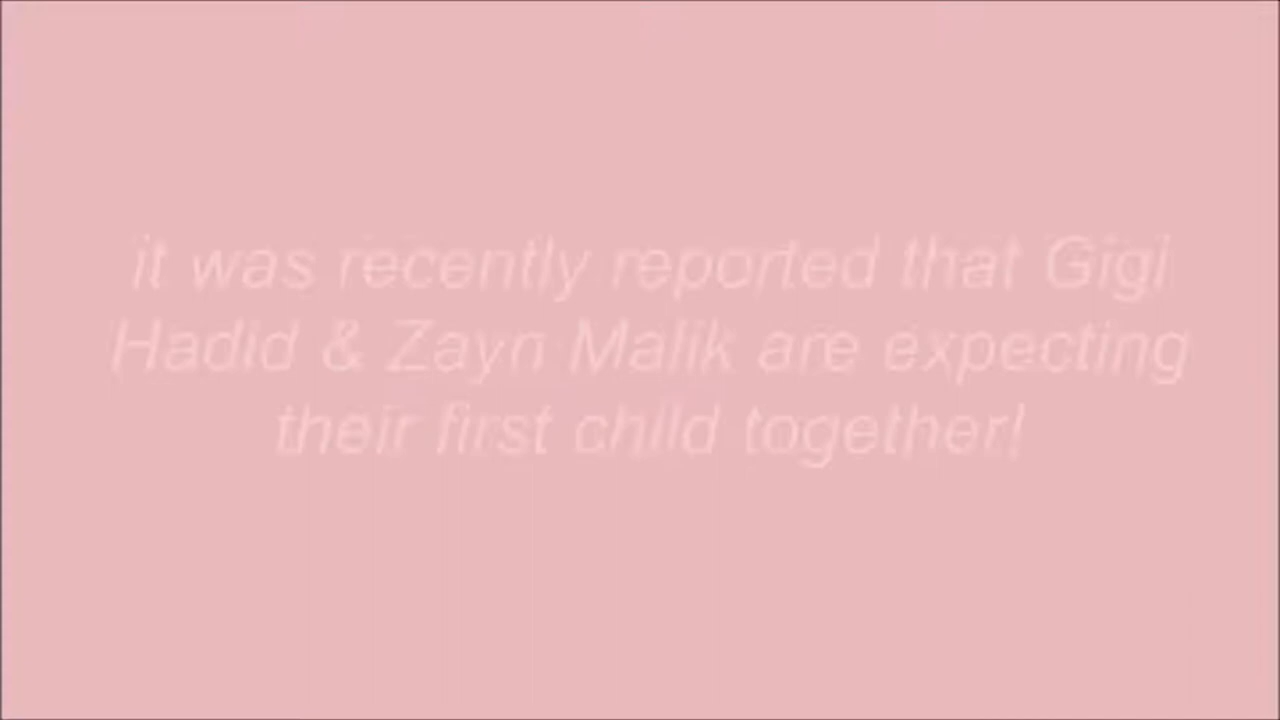 it was recently reported that Gigi
Hadid & Zayn Malik are expecting
their first child together!